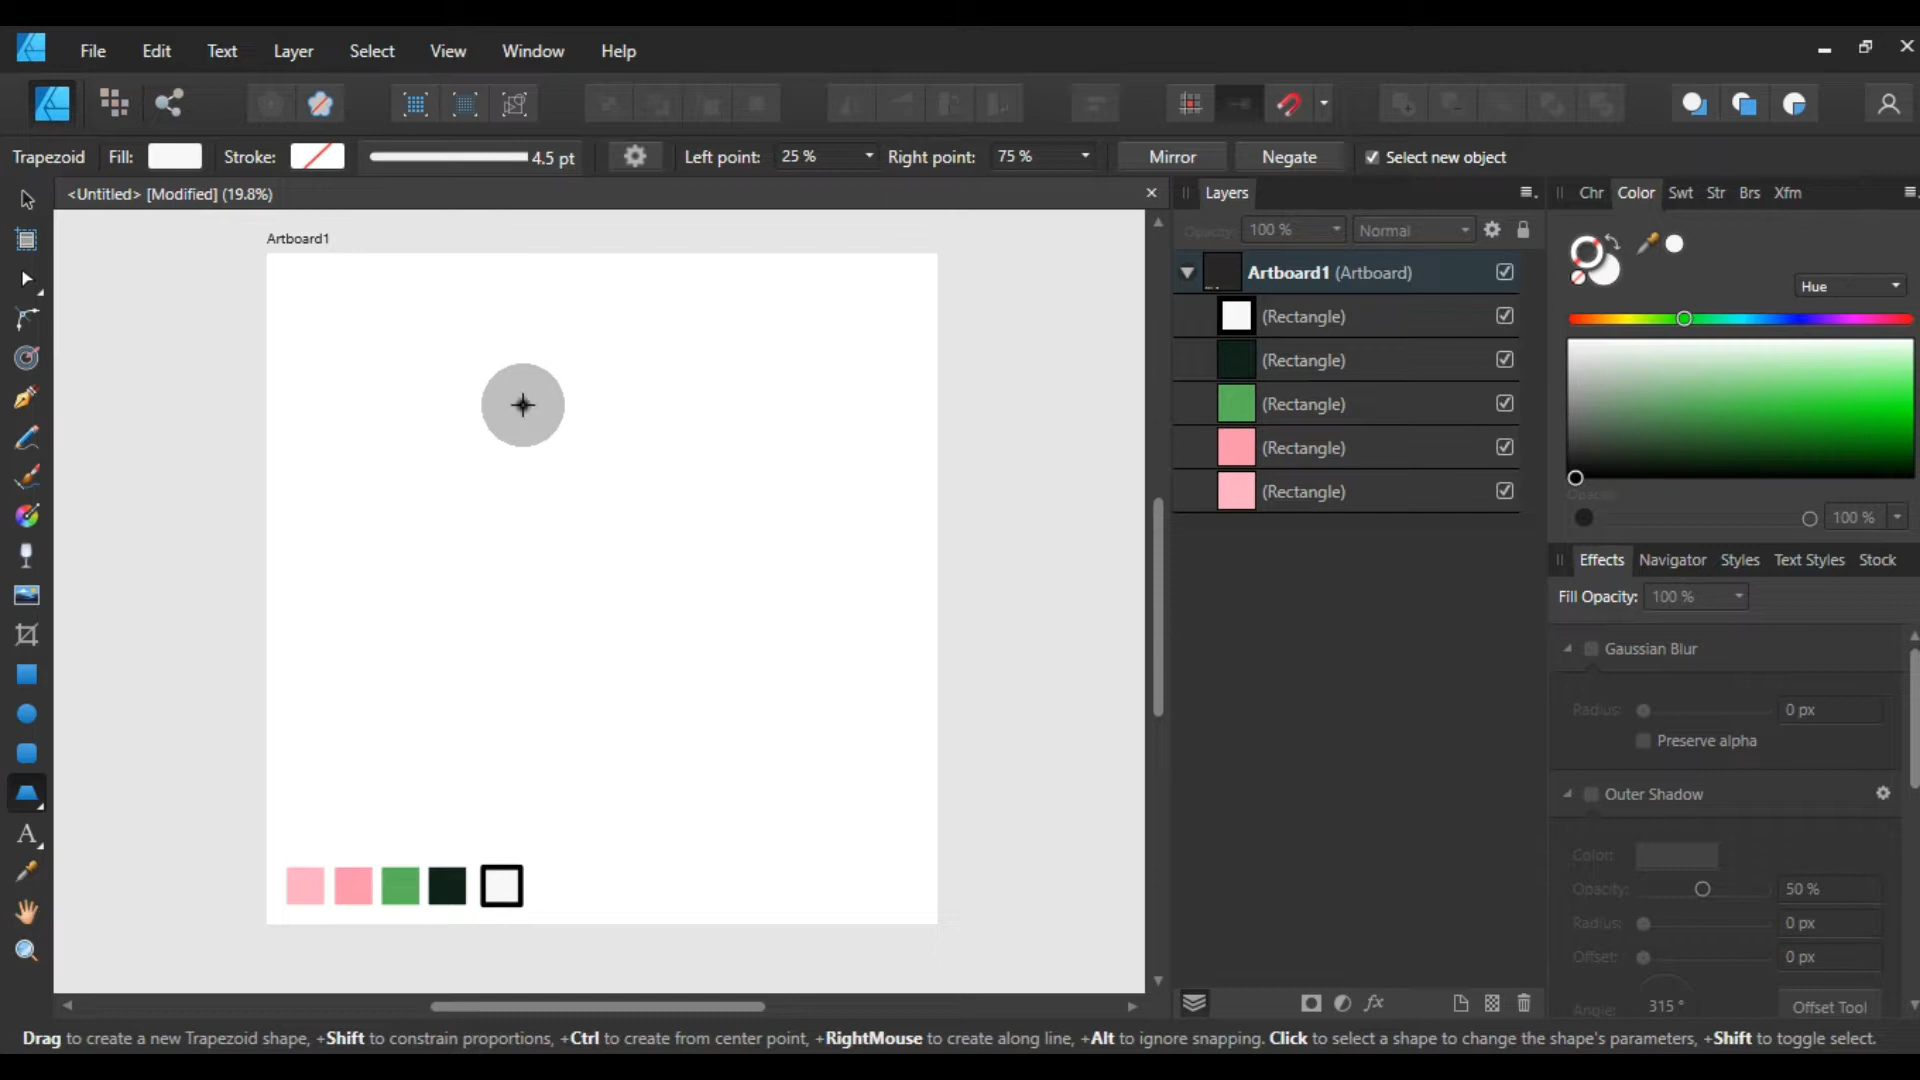 File Edit Text Layer Select View Window Help
Trapezoid Fill: Stroke: 4.5 pt Left point: 25 % Right point: 75 % Mirror Negate Select new object
<Untitled> [Modified] (19.8%)
Layers
Chr Color Swt Str Brs Xfm
Artboard1
Opacity: 100 % Normal
Artboard1 (Artboard)
(Rectangle)
(Rectangle)
(Rectangle)
(Rectangle)
(Rectangle)
Hue
Opacity
100 %
Effects Navigator Styles Text Styles Stock
Fill Opacity: 100 %
Gaussian Blur
Radius: 0 px
Preserve alpha
Outer Shadow
Color:
Opacity: 50 %
Radius: 0 px
Offset: 0 px
Angle: 315 ° Offset Tool
A
fx
Drag to create a new Trapezoid shape, +Shift to constrain proportions, +Ctrl to create from center point, +RightMouse to create along line, +Alt to ignore snapping. Click to select a shape to change the shape's parameters, +Shift to toggle select.